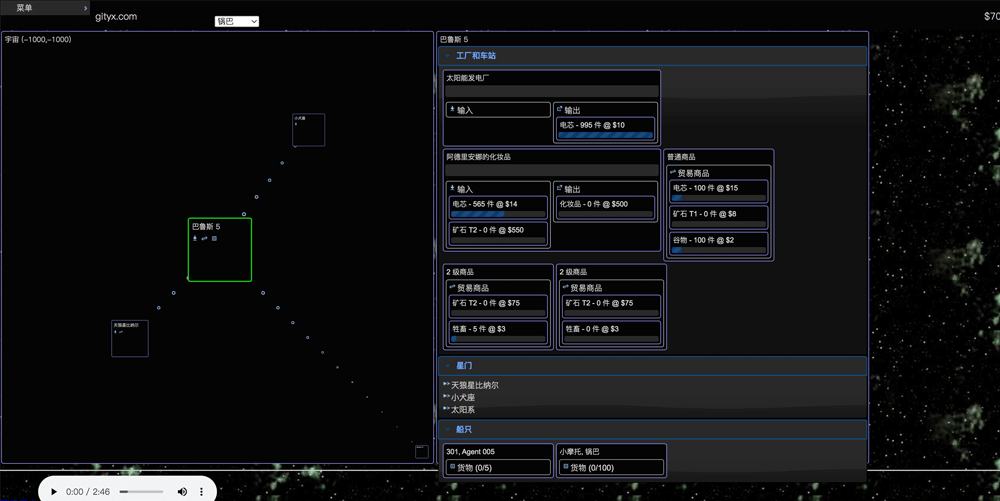 菜单
gityx.com
锅巴
$70
宇宙 (-1000,-1000)
小犬座
巴鲁斯 5
天狼星比纳尔
巴鲁斯 5
工厂和车站
太阳能发电厂
输入
输出
电芯 - 995 件 @ $10
阿德里安娜的化妆品
输入
输出
电芯 - 565 件 @ $14
化妆品 - 0 件 @ $500
矿石 T2 - 0 件 @ $550
普通商品
贸易商品
电芯 - 100 件 @ $15
矿石 T1 - 0 件 @ $8
谷物 - 100 件 @ $2
2 级商品
贸易商品
矿石 T2 - 0 件 @ $75
牲畜 - 5 件 @ $3
2 级商品
贸易商品
矿石 T2 - 0 件 @ $75
牲畜 - 0 件 @ $3
星门
天狼星比纳尔
小犬座
太阳系
船只
301, Agent 005
货物 (0/5)
小摩托, 锅巴
货物 (0/100)
0:00 / 2:46